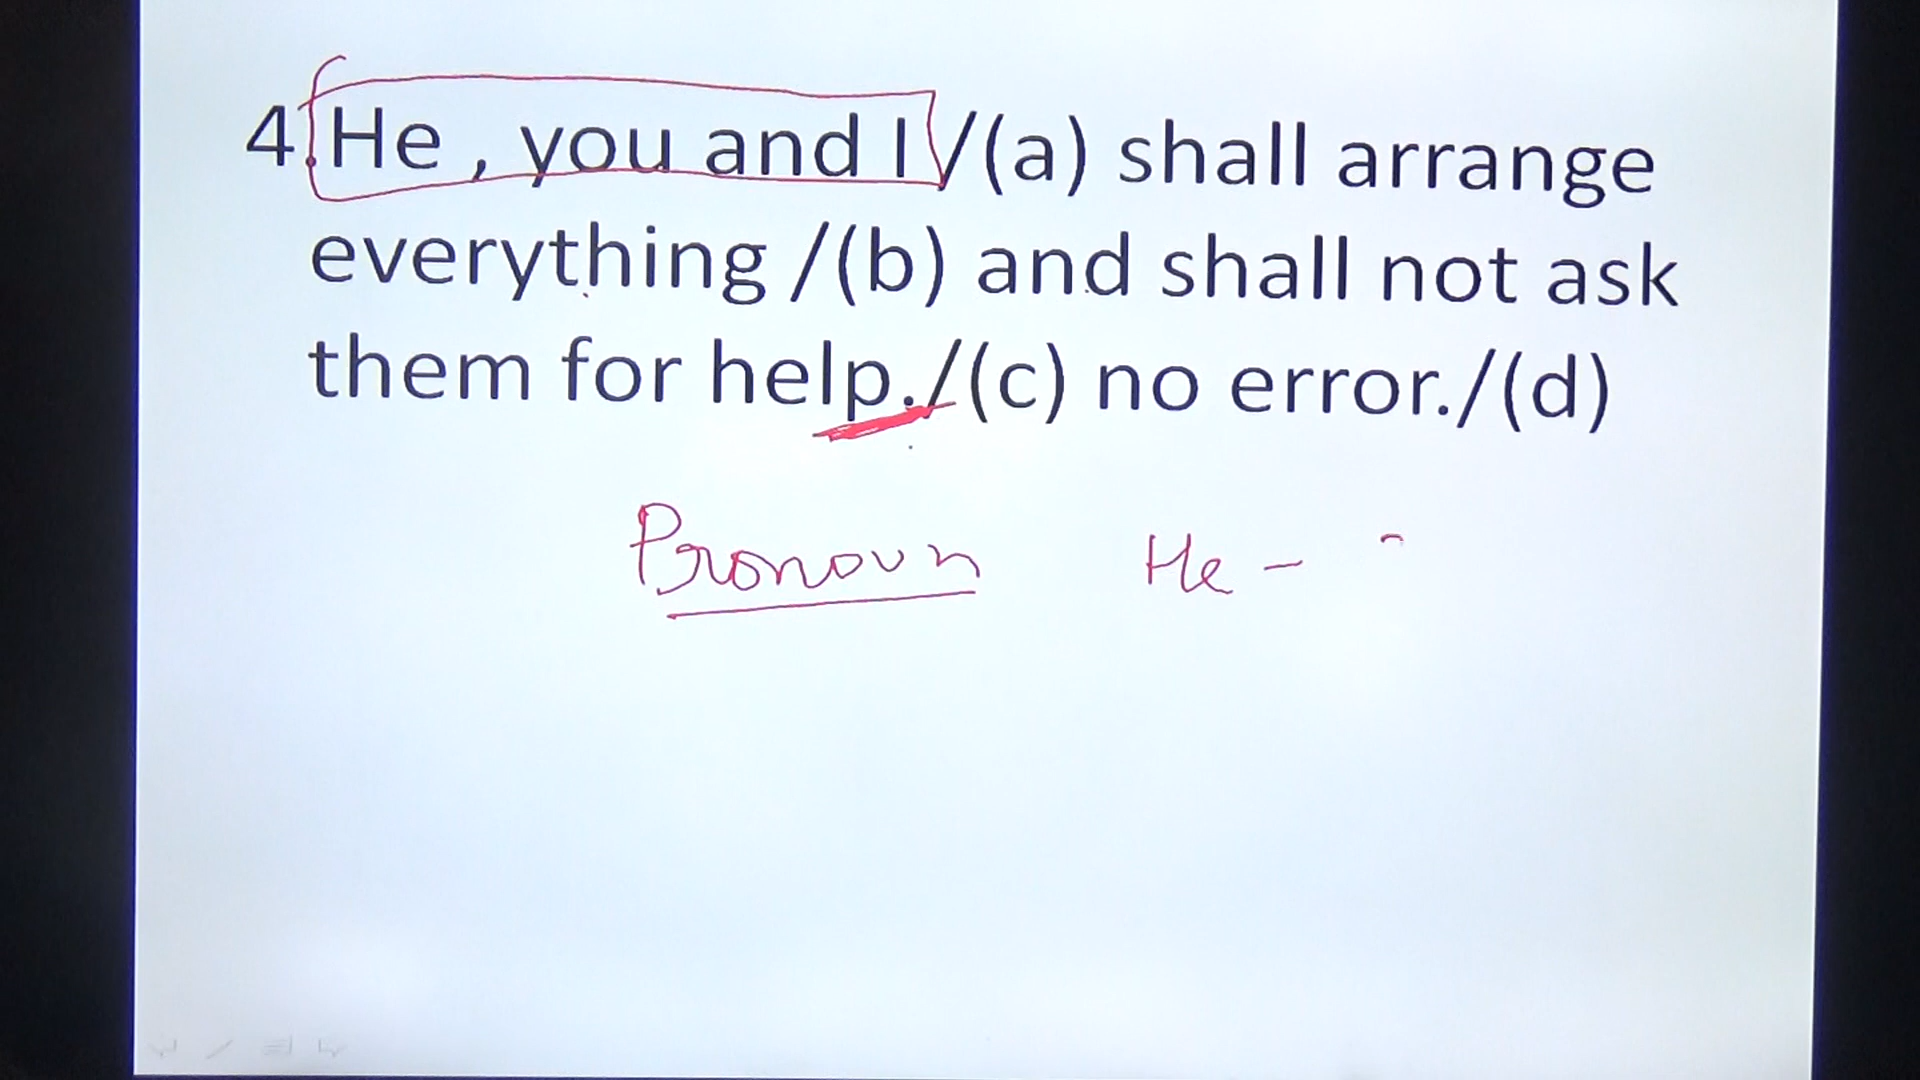 4. He , you and I /(a) shall arrange
everything /(b) and shall not ask
them for help./(c) no error./(d)
Pronoun He –